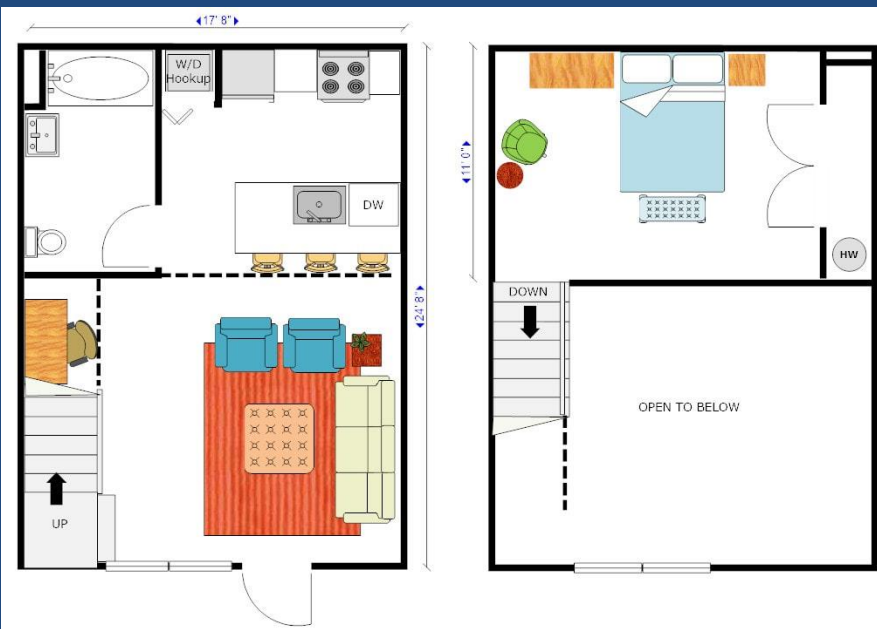 17' 8"
W/D
Hookup
DW
24' 8"
UP
11' 0"
HW
DOWN
OPEN TO BELOW